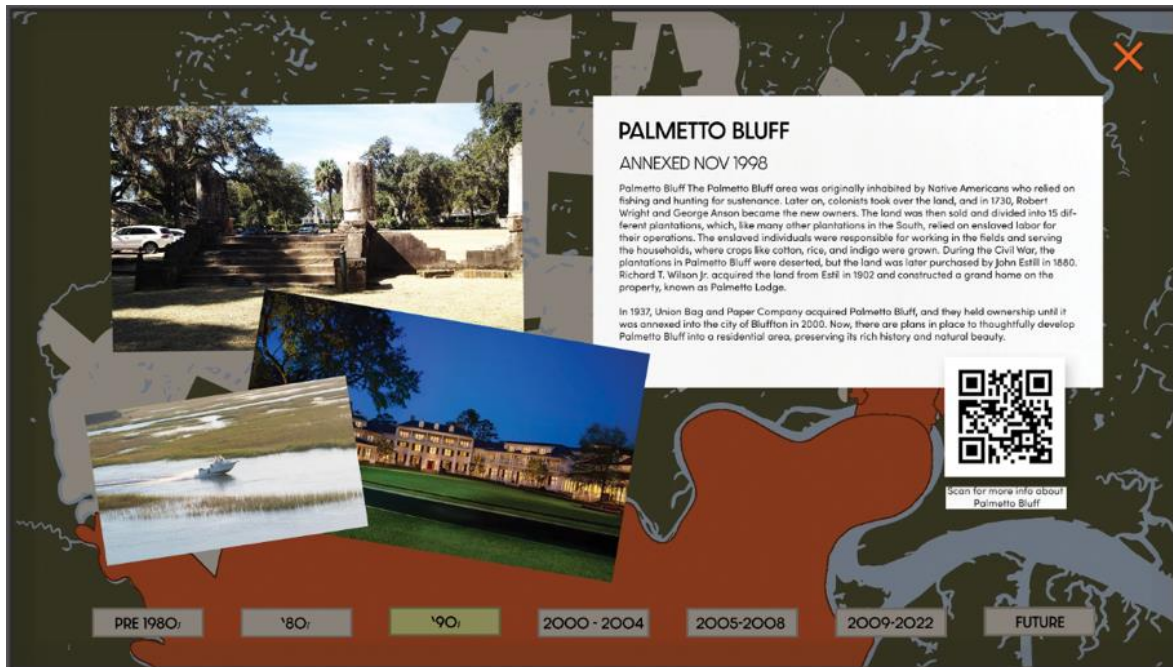 PALMETTO BLUFF
ANNEXED NOV 1998
Palmetto Bluff The Palmetto Bluff area was originally inhabited by Native Americans who relied on
fishing and hunting for sustenance. Later on, colonists took over the land, and in 1730, Robert
Wright and George Anson became the new owners. The land was then sold and divided into 15 dif-
ferent plantations, which, like many other plantations in the South, relied on enslaved labor for
their operations. The enslaved individuals were responsible for working in the fields and serving
the households, where crops like cotton, rice, and indigo were grown. During the Civil War, the
plantations in Palmetto Bluff were deserted, but the land was later purchased by John Estill in 1880.
Richard T. Wilson Jr. acquired the land from Estil in 1902 and constructed a grand home on the
property, known as Palmetto Lodge.
In 1937, Union Bag and Paper Company acquired Palmetto Bluff, and they held ownership until it
was annexed into the city of Bluffton in 2000. Now, there are plans in place to thoughtfully develop
Palmetto Bluff into a residential area, preserving its rich history and natural beauty.
Scan for more info about
Palmetto Bluff
PRE 1980s
'80s
'90s
2000 - 2004
2005-2008
2009-2022
FUTURE